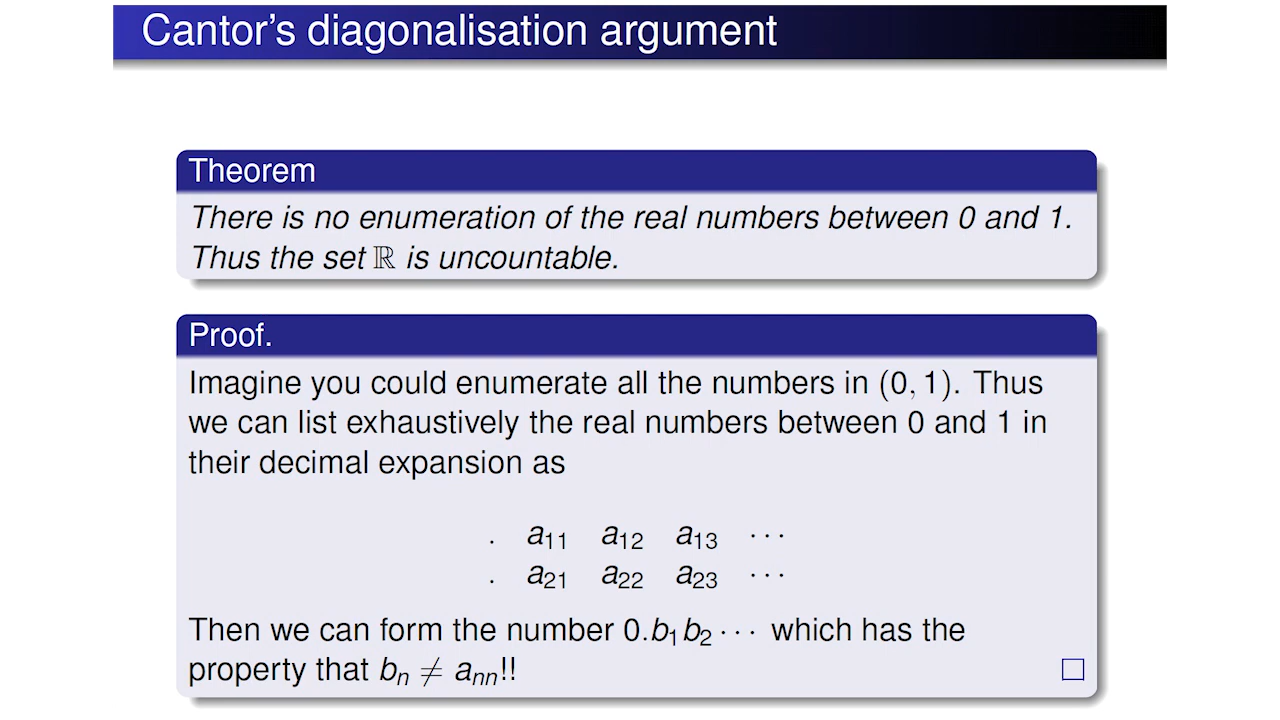 Cantor's diagonalisation argument
Theorem
There is no enumeration of the real numbers between 0 and 1.
Thus the set ℝ is uncountable.
Proof.
Imagine you could enumerate all the numbers in (0, 1). Thus
we can list exhaustively the real numbers between 0 and 1 in
their decimal expansion as
. a₁₁ a₁₂ a₁₃ ⋯
. a₂₁ a₂₂ a₂₃ ⋯
Then we can form the number 0.b₁b₂⋯ which has the
property that bₙ ≠ aₙₙ!!